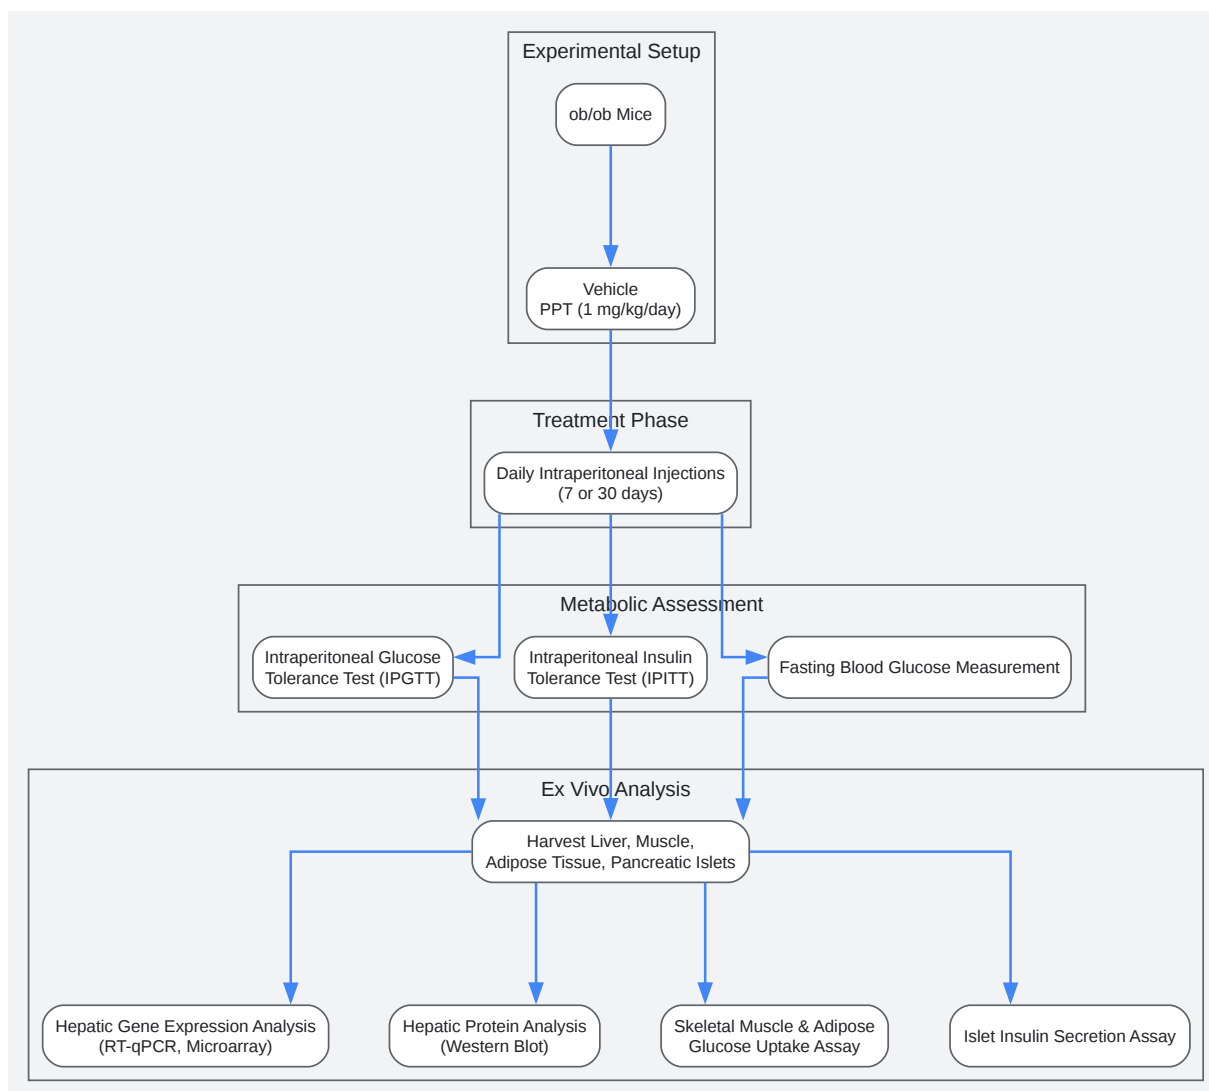 Experimental Setup
ob/ob Mice
Vehicle
PPT (1 mg/kg/day)
Treatment Phase
Daily Intraperitoneal Injections
(7 or 30 days)
Metabolic Assessment
Intraperitoneal Glucose
Tolerance Test (IPGTT)
Intraperitoneal Insulin
Tolerance Test (IPITT)
Fasting Blood Glucose Measurement
Ex Vivo Analysis
Harvest Liver, Muscle,
Adipose Tissue, Pancreatic Islets
Hepatic Gene Expression Analysis
(RT-qPCR, Microarray)
Hepatic Protein Analysis
(Western Blot)
Skeletal Muscle & Adipose
Glucose Uptake Assay
Islet Insulin Secretion Assay